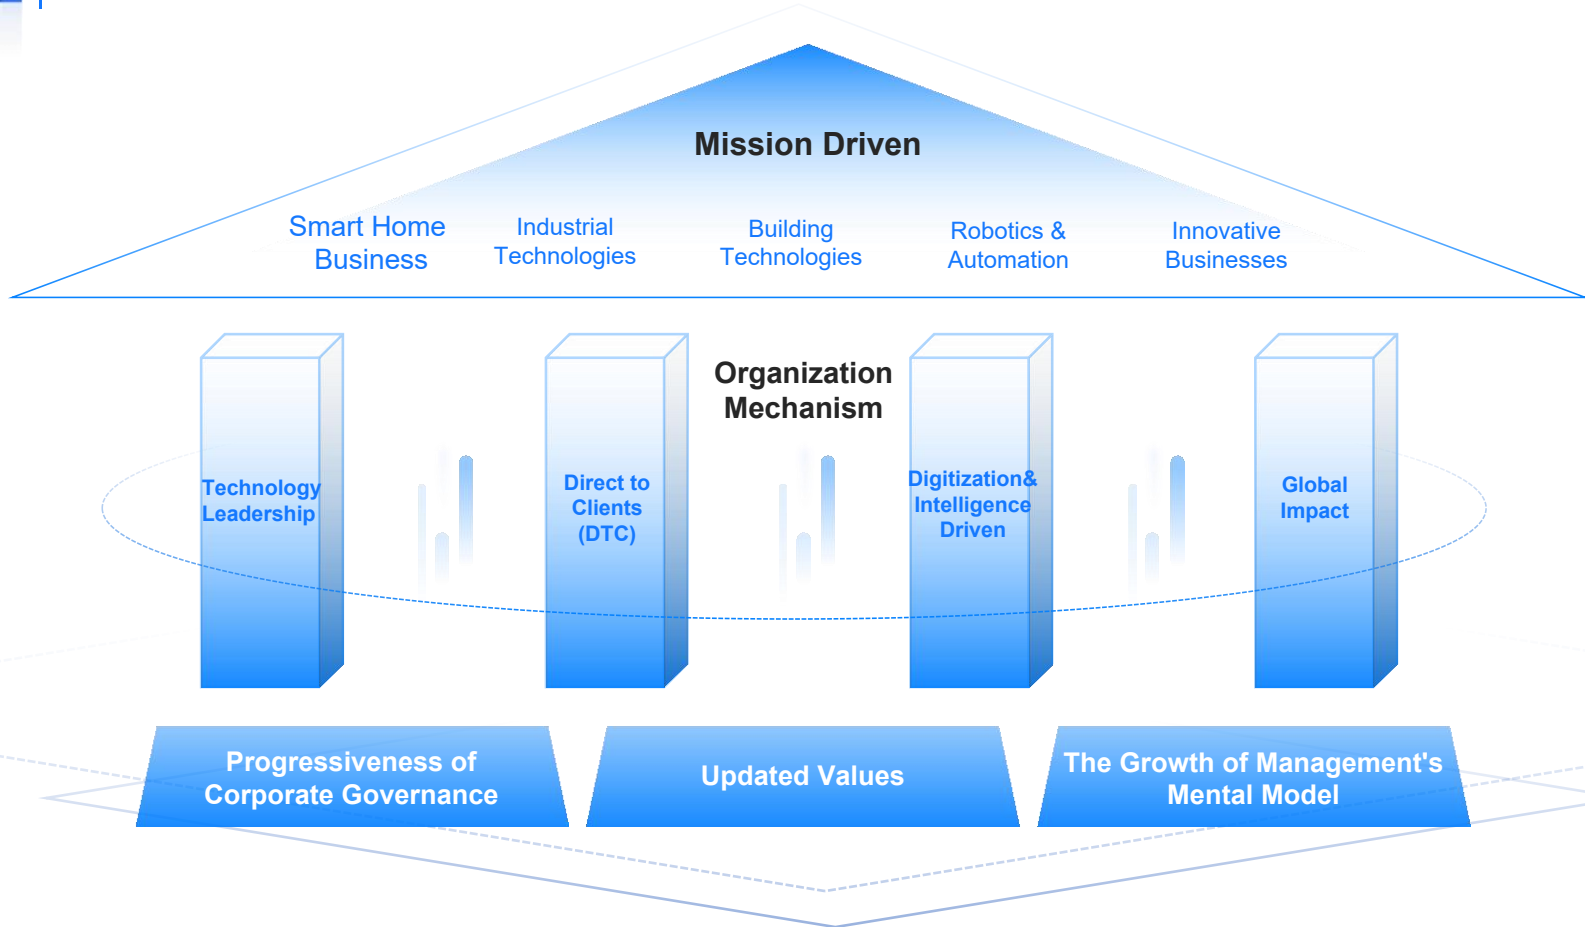 Mission Driven
Smart Home
Business
Industrial
Technologies
Building
Technologies
Robotics &
Automation
Innovative
Businesses
Organization
Mechanism
Technology
Leadership
Direct to
Clients
(DTC)
Digitization&
Intelligence
Driven
Global
Impact
Progressiveness of
Corporate Governance
Updated Values
The Growth of Management's
Mental Model